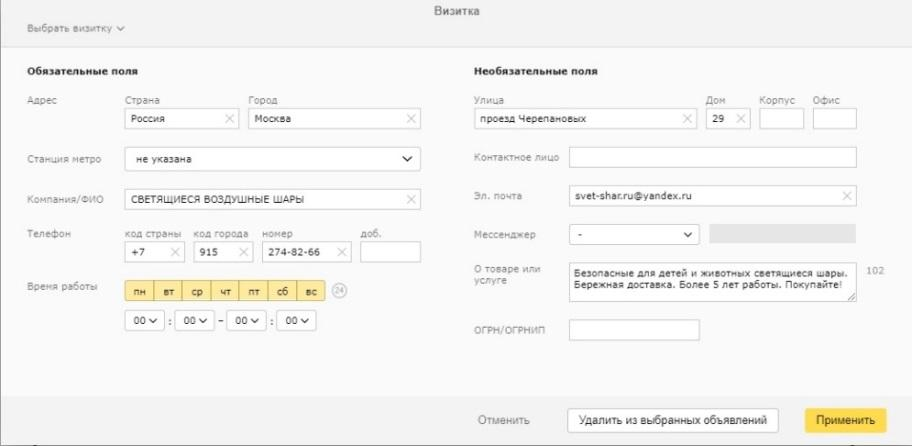 Визитка
Выбрать визитку
Обязательные поля
Адрес
Страна
Город
Россия
Москва
Станция метро
не указана
Компания/ФИО
СВЕТЯЩИЕСЯ ВОЗДУШНЫЕ ШАРЫ
Телефон
код страны
код города
номер
доб.
+7
915
274-82-66
Время работы
пн вт ср чт пт сб вс 24
00 : 00 – 00 : 00
Необязательные поля
Улица
Дом
Корпус
Офис
проезд Черепановых
29
Контактное лицо
Эл. почта
svet-shar.ru@yandex.ru
Мессенджер
-
О товаре или
услуге
Безопасные для детей и животных светящиеся шары.
Бережная доставка. Более 5 лет работы. Покупайте!
102
ОГРН/ОГРНИП
Отменить
Удалить из выбранных объявлений
Применить